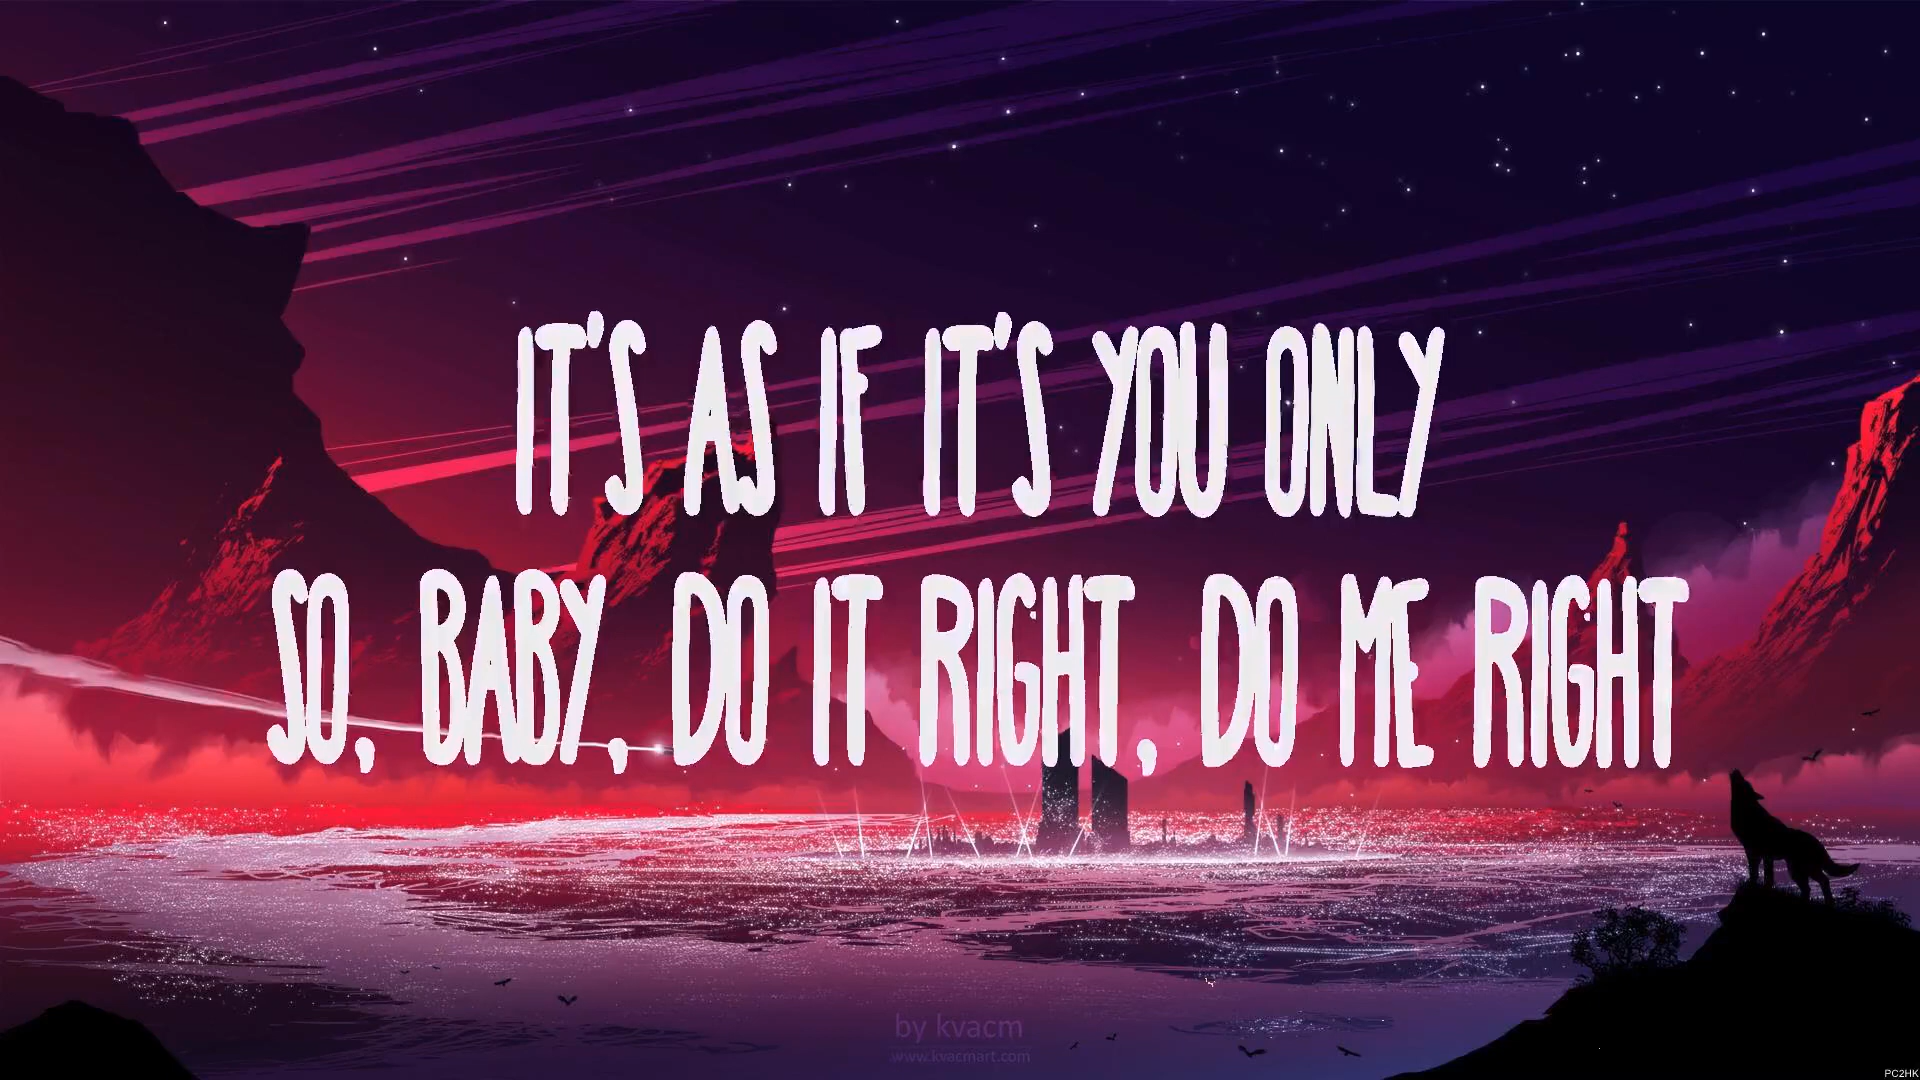 IT'S AS IF IT'S YOU ONLY
SO, BABY, DO IT RIGHT, DO ME RIGHT
by kvacm
www.kvacmart.com
PC2HK